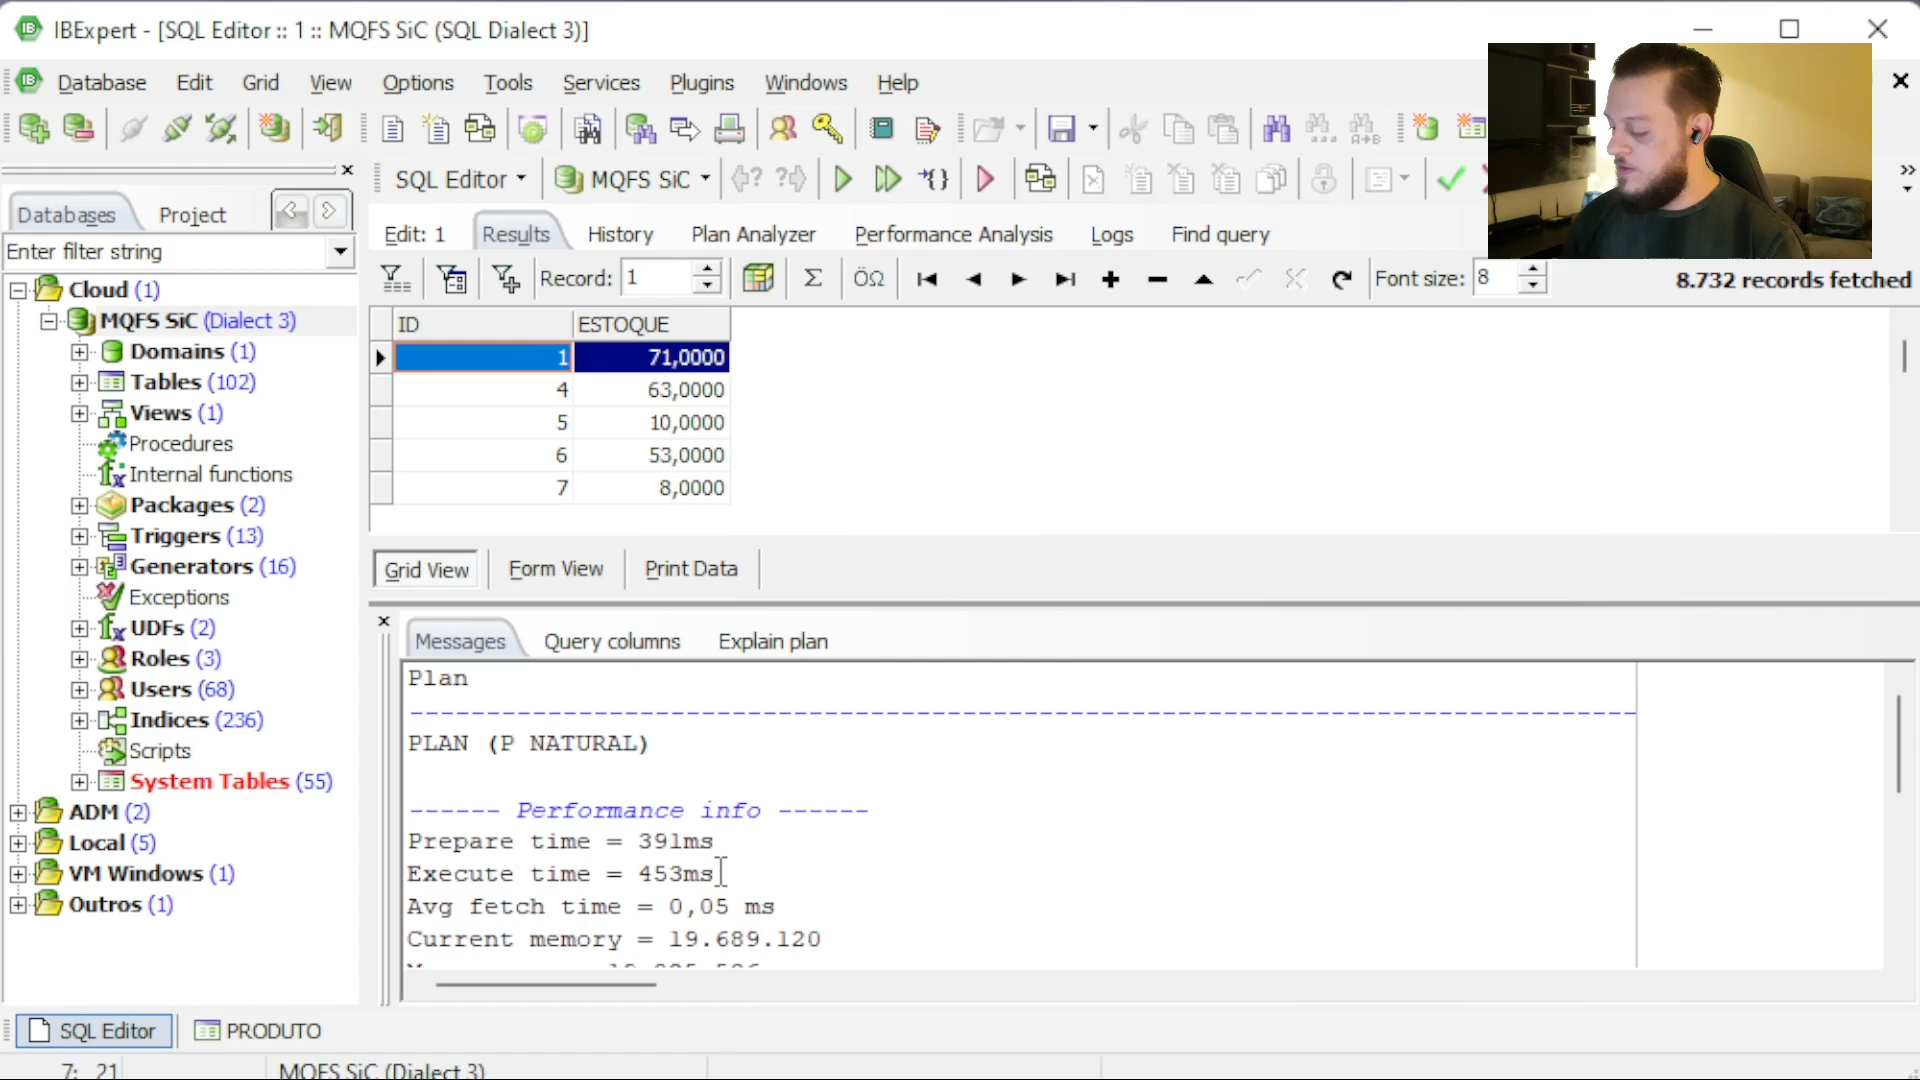 IBExpert - [SQL Editor :: 1 :: MQFS SiC (SQL Dialect 3)]
Database Edit Grid View Options Tools Services Plugins Windows Help
SQL Editor MQFS SiC
Databases Project
Edit: 1 Results History Plan Analyzer Performance Analysis Logs Find query
Enter filter string
Record: 1 Σ ÖΩ Font size: 8 8.732 records fetched
Cloud (1)
MQFS SiC (Dialect 3)
Domains (1)
Tables (102)
Views (1)
Procedures
Internal functions
Packages (2)
Triggers (13)
Generators (16)
Exceptions
UDFs (2)
Roles (3)
Users (68)
Indices (236)
Scripts
System Tables (55)
ADM (2)
Local (5)
VM Windows (1)
Outros (1)
ID ESTOQUE
1 71,0000
4 63,0000
5 10,0000
6 53,0000
7 8,0000
Grid View Form View Print Data
Messages Query columns Explain plan
Plan
--------------------------------------------------------------------------------
PLAN (P NATURAL)
------ Performance info ------
Prepare time = 391ms
Execute time = 453ms
Avg fetch time = 0,05 ms
Current memory = 19.689.120
SQL Editor PRODUTO
7: 21 MQFS SiC (Dialect 3)